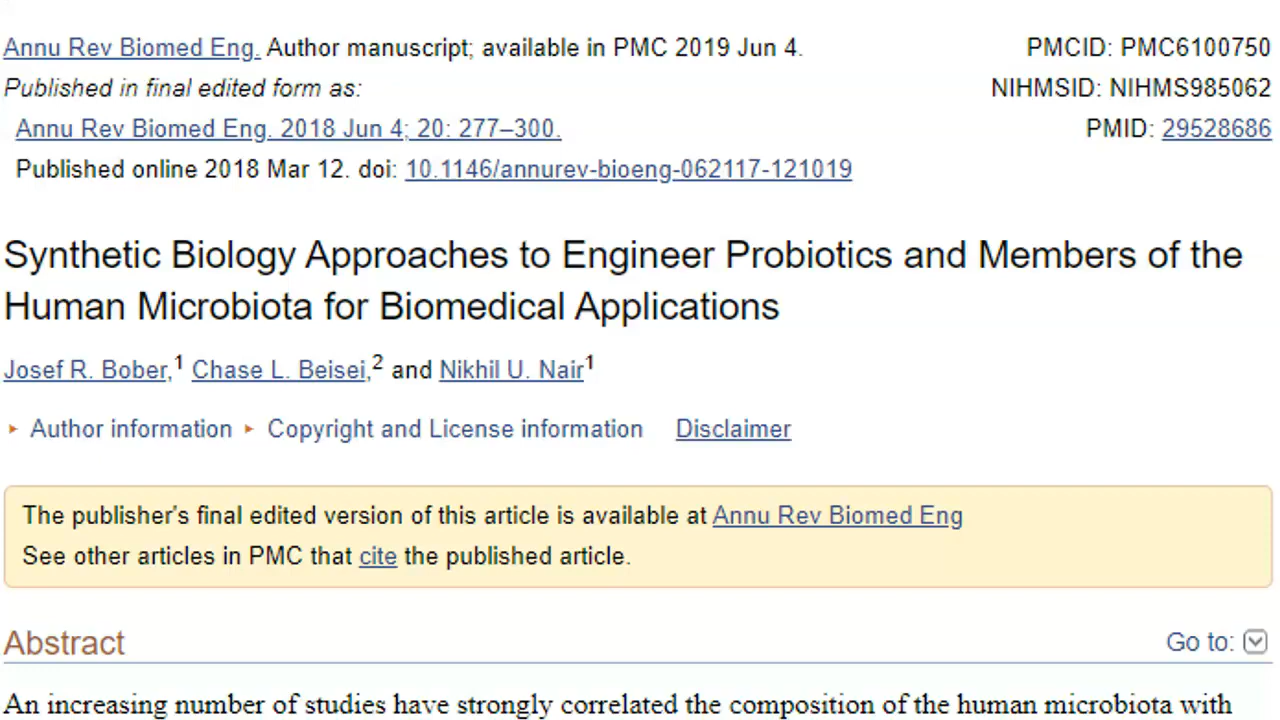 Annu Rev Biomed Eng. Author manuscript; available in PMC 2019 Jun 4.
PMCID: PMC6100750
Published in final edited form as:
NIHMSID: NIHMS985062
Annu Rev Biomed Eng. 2018 Jun 4; 20: 277–300.
PMID: 29528686
Published online 2018 Mar 12. doi: 10.1146/annurev-bioeng-062117-121019
Synthetic Biology Approaches to Engineer Probiotics and Members of the
Human Microbiota for Biomedical Applications
Josef R. Bober,1 Chase L. Beisei,2 and Nikhil U. Nair1
Author information Copyright and License information Disclaimer
The publisher's final edited version of this article is available at Annu Rev Biomed Eng
See other articles in PMC that cite the published article.
Abstract
Go to:
An increasing number of studies have strongly correlated the composition of the human microbiota with